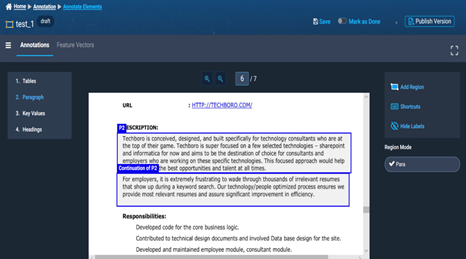 Home > Annotation > Annotate Elements
test_1 draft
Save
Mark as Done
Publish Version
Annotations
Feature Vectors
6 / 7
1. Tables
2. Paragraph
3. Key Values
4. Headings
Add Region
Shortcuts
Hide Labels
Region Mode
Para
URL : HTTP://TECHBORO.COM/
P2 ESCRIPTION:
Techboro is conceived, designed, and built specifically for technology consultants who are at
the top of their game. Techboro is super focused on a few selected technologies – sharepoint
and informatica for now and aims to be the destination of choice for consultants and
employers who are working on these specific technologies. This focused approach would help
Continuation of P2 the best opportunities and talent at all times.
For employers, it is extremely frustrating to wade through thousands of irrelevant resumes
that show up during a keyword search. Our technology/people optimized process ensures we
provide most relevant resumes and assure significant improvement in efficiency.
Responsibilities:
Developed code for the core business logic.
Contributed to technical design documents and involved Data base design for the site.
Developed and maintained employee module, consultant module.